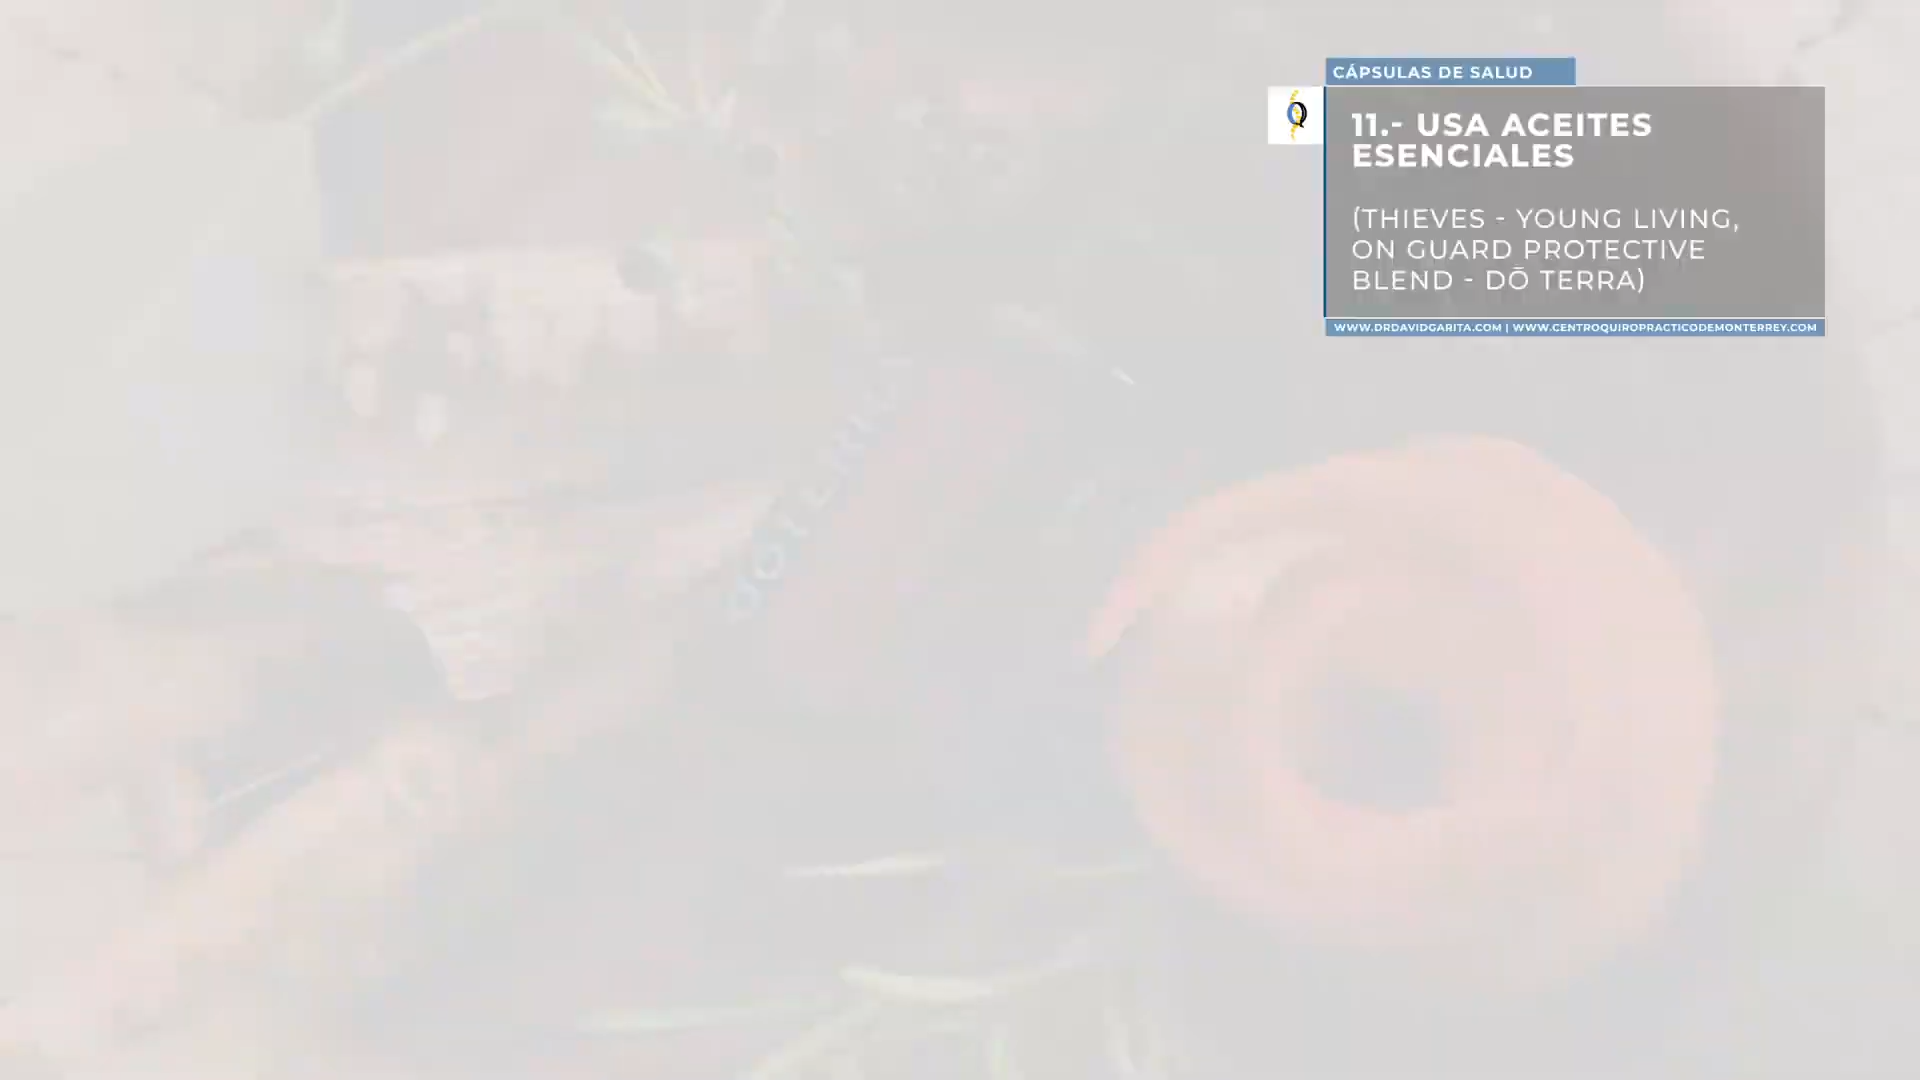 CÁPSULAS DE SALUD
Q
11.- USA ACEITES
ESENCIALES
(THIEVES - YOUNG LIVING,
ON GUARD PROTECTIVE
BLEND - DŌ TERRA)
WWW.DRDAVIDGARITA.COM | WWW.CENTROQUIROPRACTICODEMONTERREY.COM